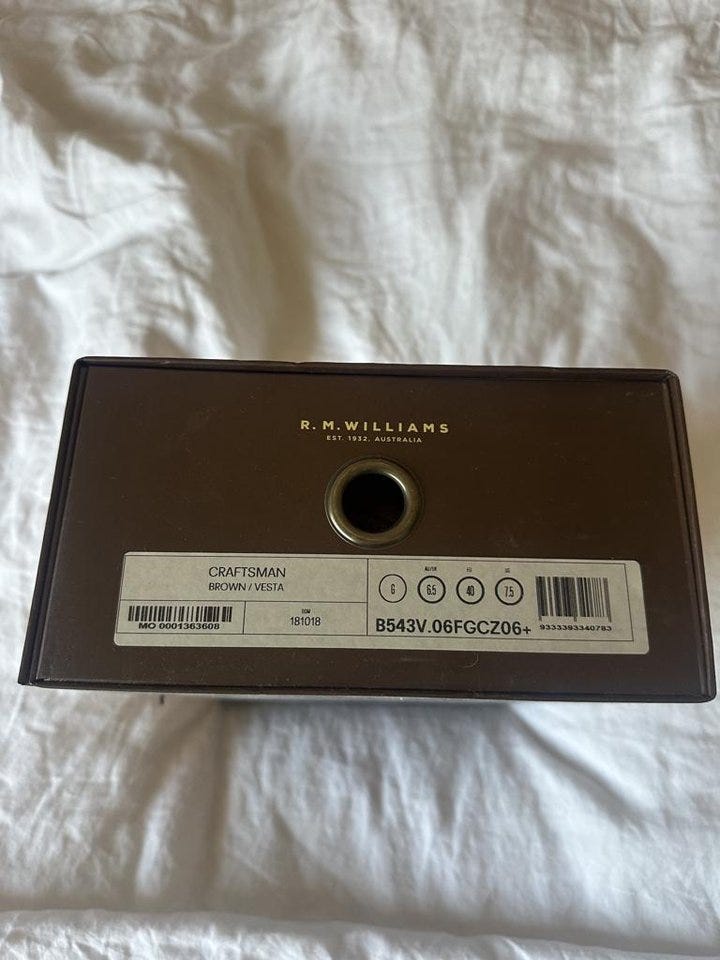 R.M.WILLIAMS
EST. 1932. AUSTRALIA
CRAFTSMAN
BROWN / VESTA
MO 0001363608
DOM
181018
AU/UK
EU
US
G
6.5
40
7.5
B543V.06FGCZ06+
9333393340783